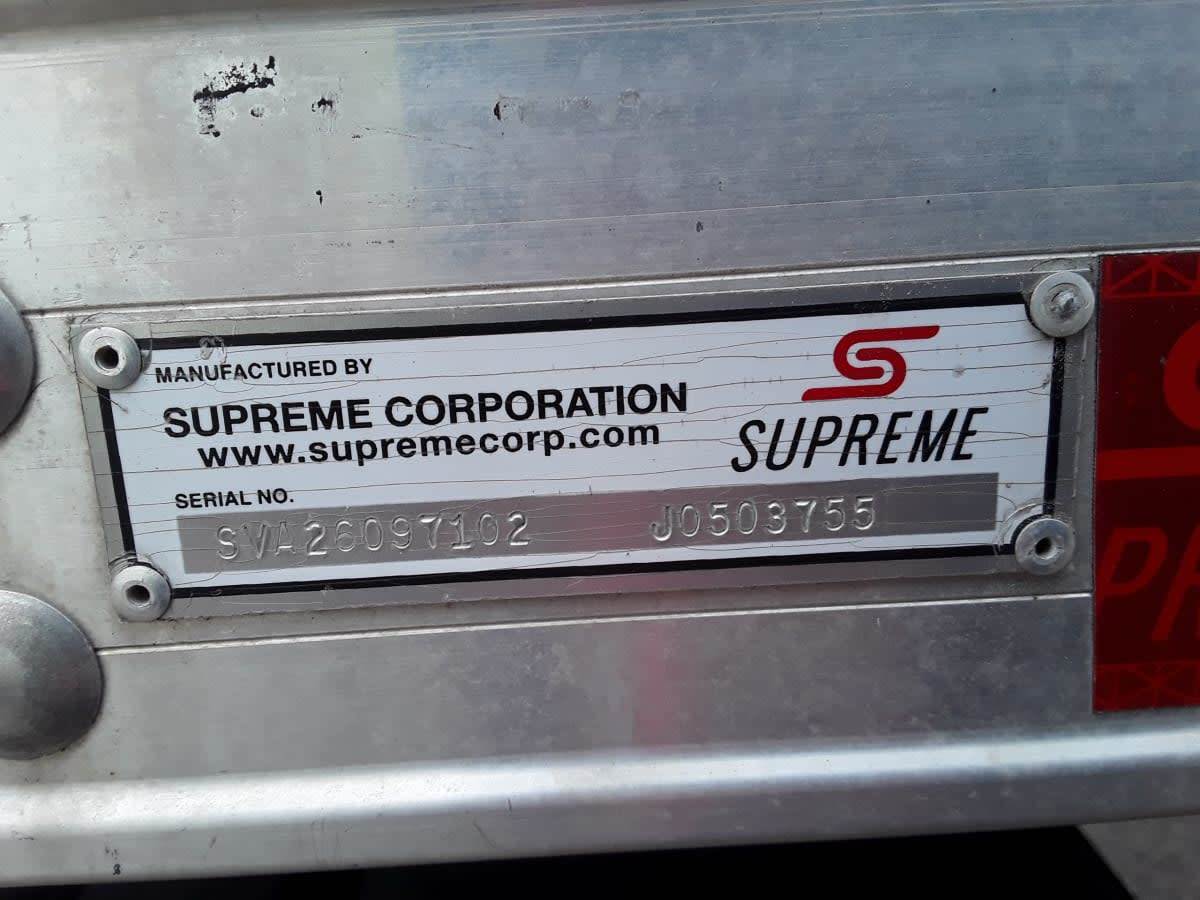 MANUFACTURED BY
SUPREME CORPORATION
www.supremecorp.com
SUPREME
SERIAL NO.
SVA26097102 J0503755